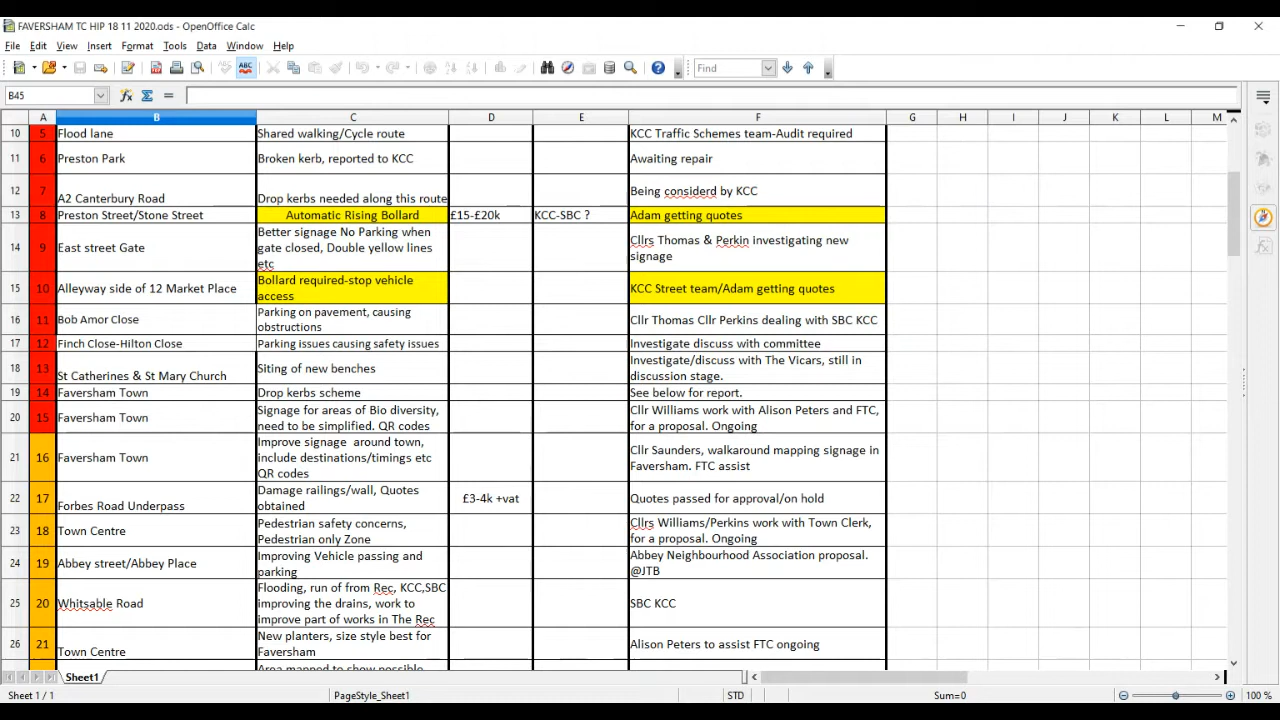 FAVERSHAM TC HIP 18 11 2020.ods - OpenOffice Calc
File Edit View Insert Format Tools Data Window Help
ABC
Find
B45
A B C D E F G H I J K L M
10 5 Flood lane Shared walking/Cycle route KCC Traffic Schemes team-Audit required
11 6 Preston Park Broken kerb, reported to KCC Awaiting repair
12 7 A2 Canterbury Road Drop kerbs needed along this route Being considerd by KCC
13 8 Preston Street/Stone Street Automatic Rising Bollard £15-£20k KCC-SBC ? Adam getting quotes
14 9 East street Gate
Better signage No Parking when
gate closed, Double yellow lines
etc
Cllrs Thomas & Perkin investigating new
signage
15 10 Alleyway side of 12 Market Place
Bollard required-stop vehicle
access
KCC Street team/Adam getting quotes
16 11 Bob Amor Close
Parking on pavement, causing
obstructions
Cllr Thomas Cllr Perkins dealing with SBC KCC
17 12 Finch Close-Hilton Close Parking issues causing safety issues Investigate discuss with committee
18 13 St Catherines & St Mary Church Siting of new benches
Investigate/discuss with The Vicars, still in
discussion stage.
19 14 Faversham Town Drop kerbs scheme See below for report.
20 15 Faversham Town
Signage for areas of Bio diversity,
need to be simplified. QR codes
Cllr Williams work with Alison Peters and FTC,
for a proposal. Ongoing
21 16 Faversham Town
Improve signage around town,
include destinations/timings etc
QR codes
Cllr Saunders, walkaround mapping signage in
Faversham. FTC assist
22 17 Forbes Road Underpass
Damage railings/wall, Quotes
obtained
£3-4k +vat Quotes passed for approval/on hold
23 18 Town Centre
Pedestrian safety concerns,
Pedestrian only Zone
Cllrs Williams/Perkins work with Town Clerk,
for a proposal. Ongoing
24 19 Abbey street/Abbey Place
Improving Vehicle passing and
parking
Abbey Neighbourhood Association proposal.
@JTB
25 20 Whitsable Road
Flooding, run of from Rec, KCC,SBC
improving the drains, work to
improve part of works in The Rec
SBC KCC
26 21 Town Centre
New planters, size style best for
Faversham
Alison Peters to assist FTC ongoing
Area mapped to show possible
Sheet1
Sheet 1 / 1 PageStyle_Sheet1 STD Sum=0 100 %